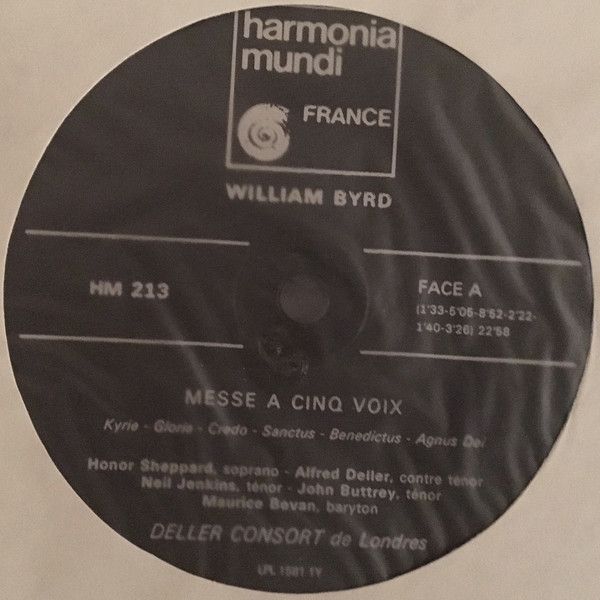 harmonia
mundi
FRANCE
WILLIAM BYRD
HM 213
FACE A
(1'33-5'05-8'52-2'22-
1'40-3'26) 22'58
MESSE A CINQ VOIX
Kyrie - Gloria - Credo - Sanctus - Benedictus - Agnus Dei
Honor Sheppard, soprano - Alfred Deller, contre ténor
Neil Jenkins, ténor - John Buttrey, ténor
Maurice Bevan, baryton
DELLER CONSORT de Londres